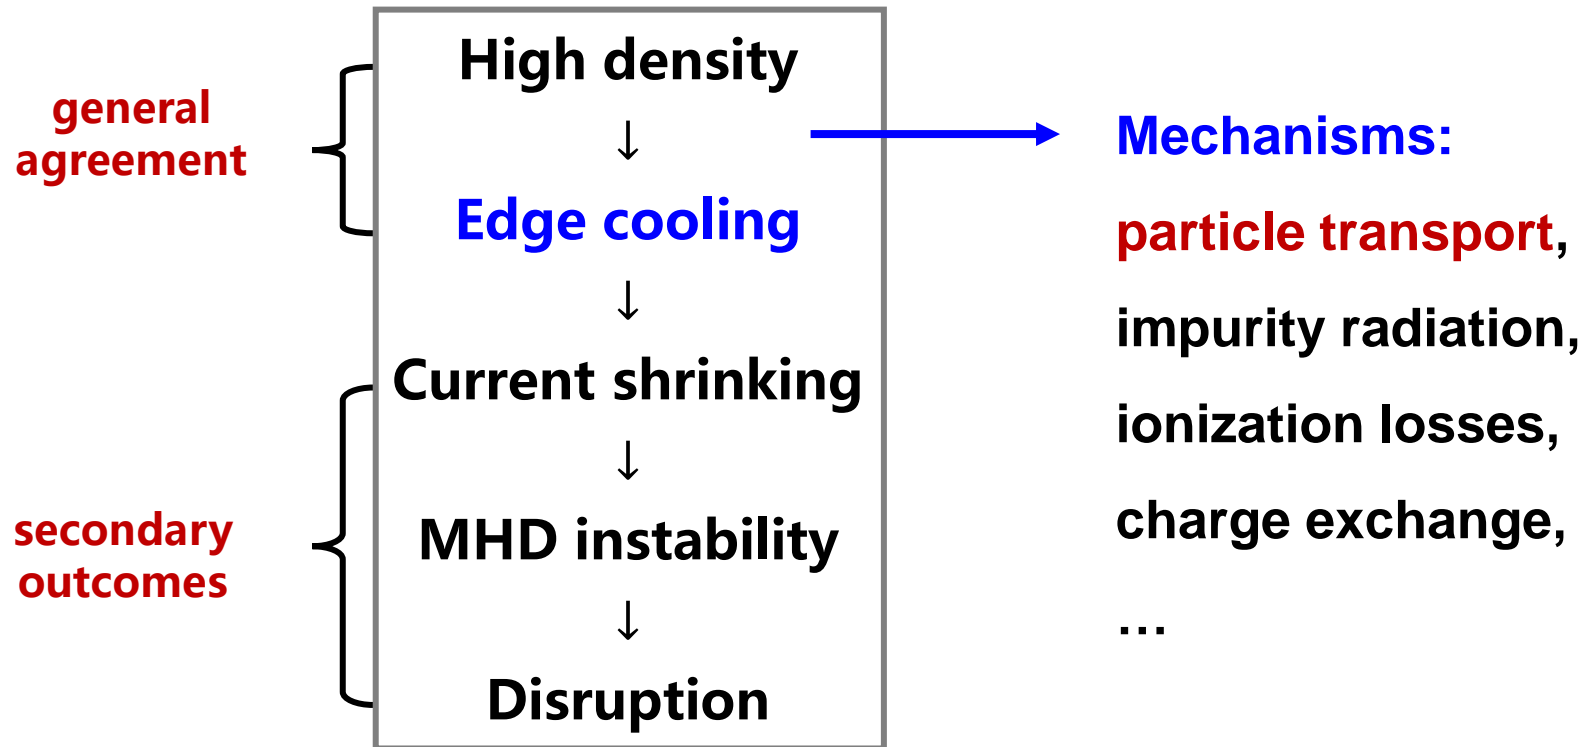 general
agreement
secondary
outcomes
High density
↓
Edge cooling
↓
Current shrinking
↓
MHD instability
↓
Disruption
Mechanisms:
particle transport,
impurity radiation,
ionization losses,
charge exchange,
…